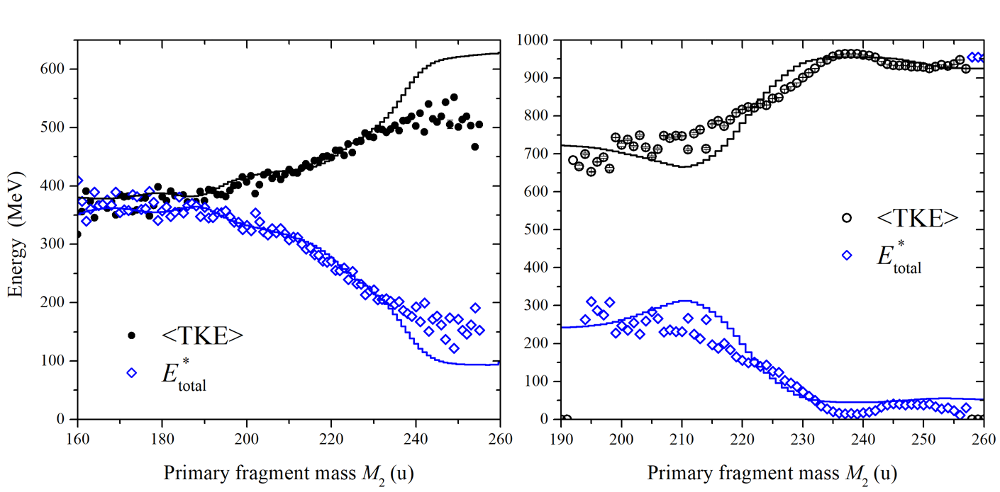 Energy (MeV)
600
500
400
300
200
100
0
160 180 200 220 240 260
Primary fragment mass M2 (u)
<TKE>
E*total
1000
900
800
700
600
500
400
300
200
100
0
190 200 210 220 230 240 250 260
Primary fragment mass M2 (u)
<TKE>
E*total